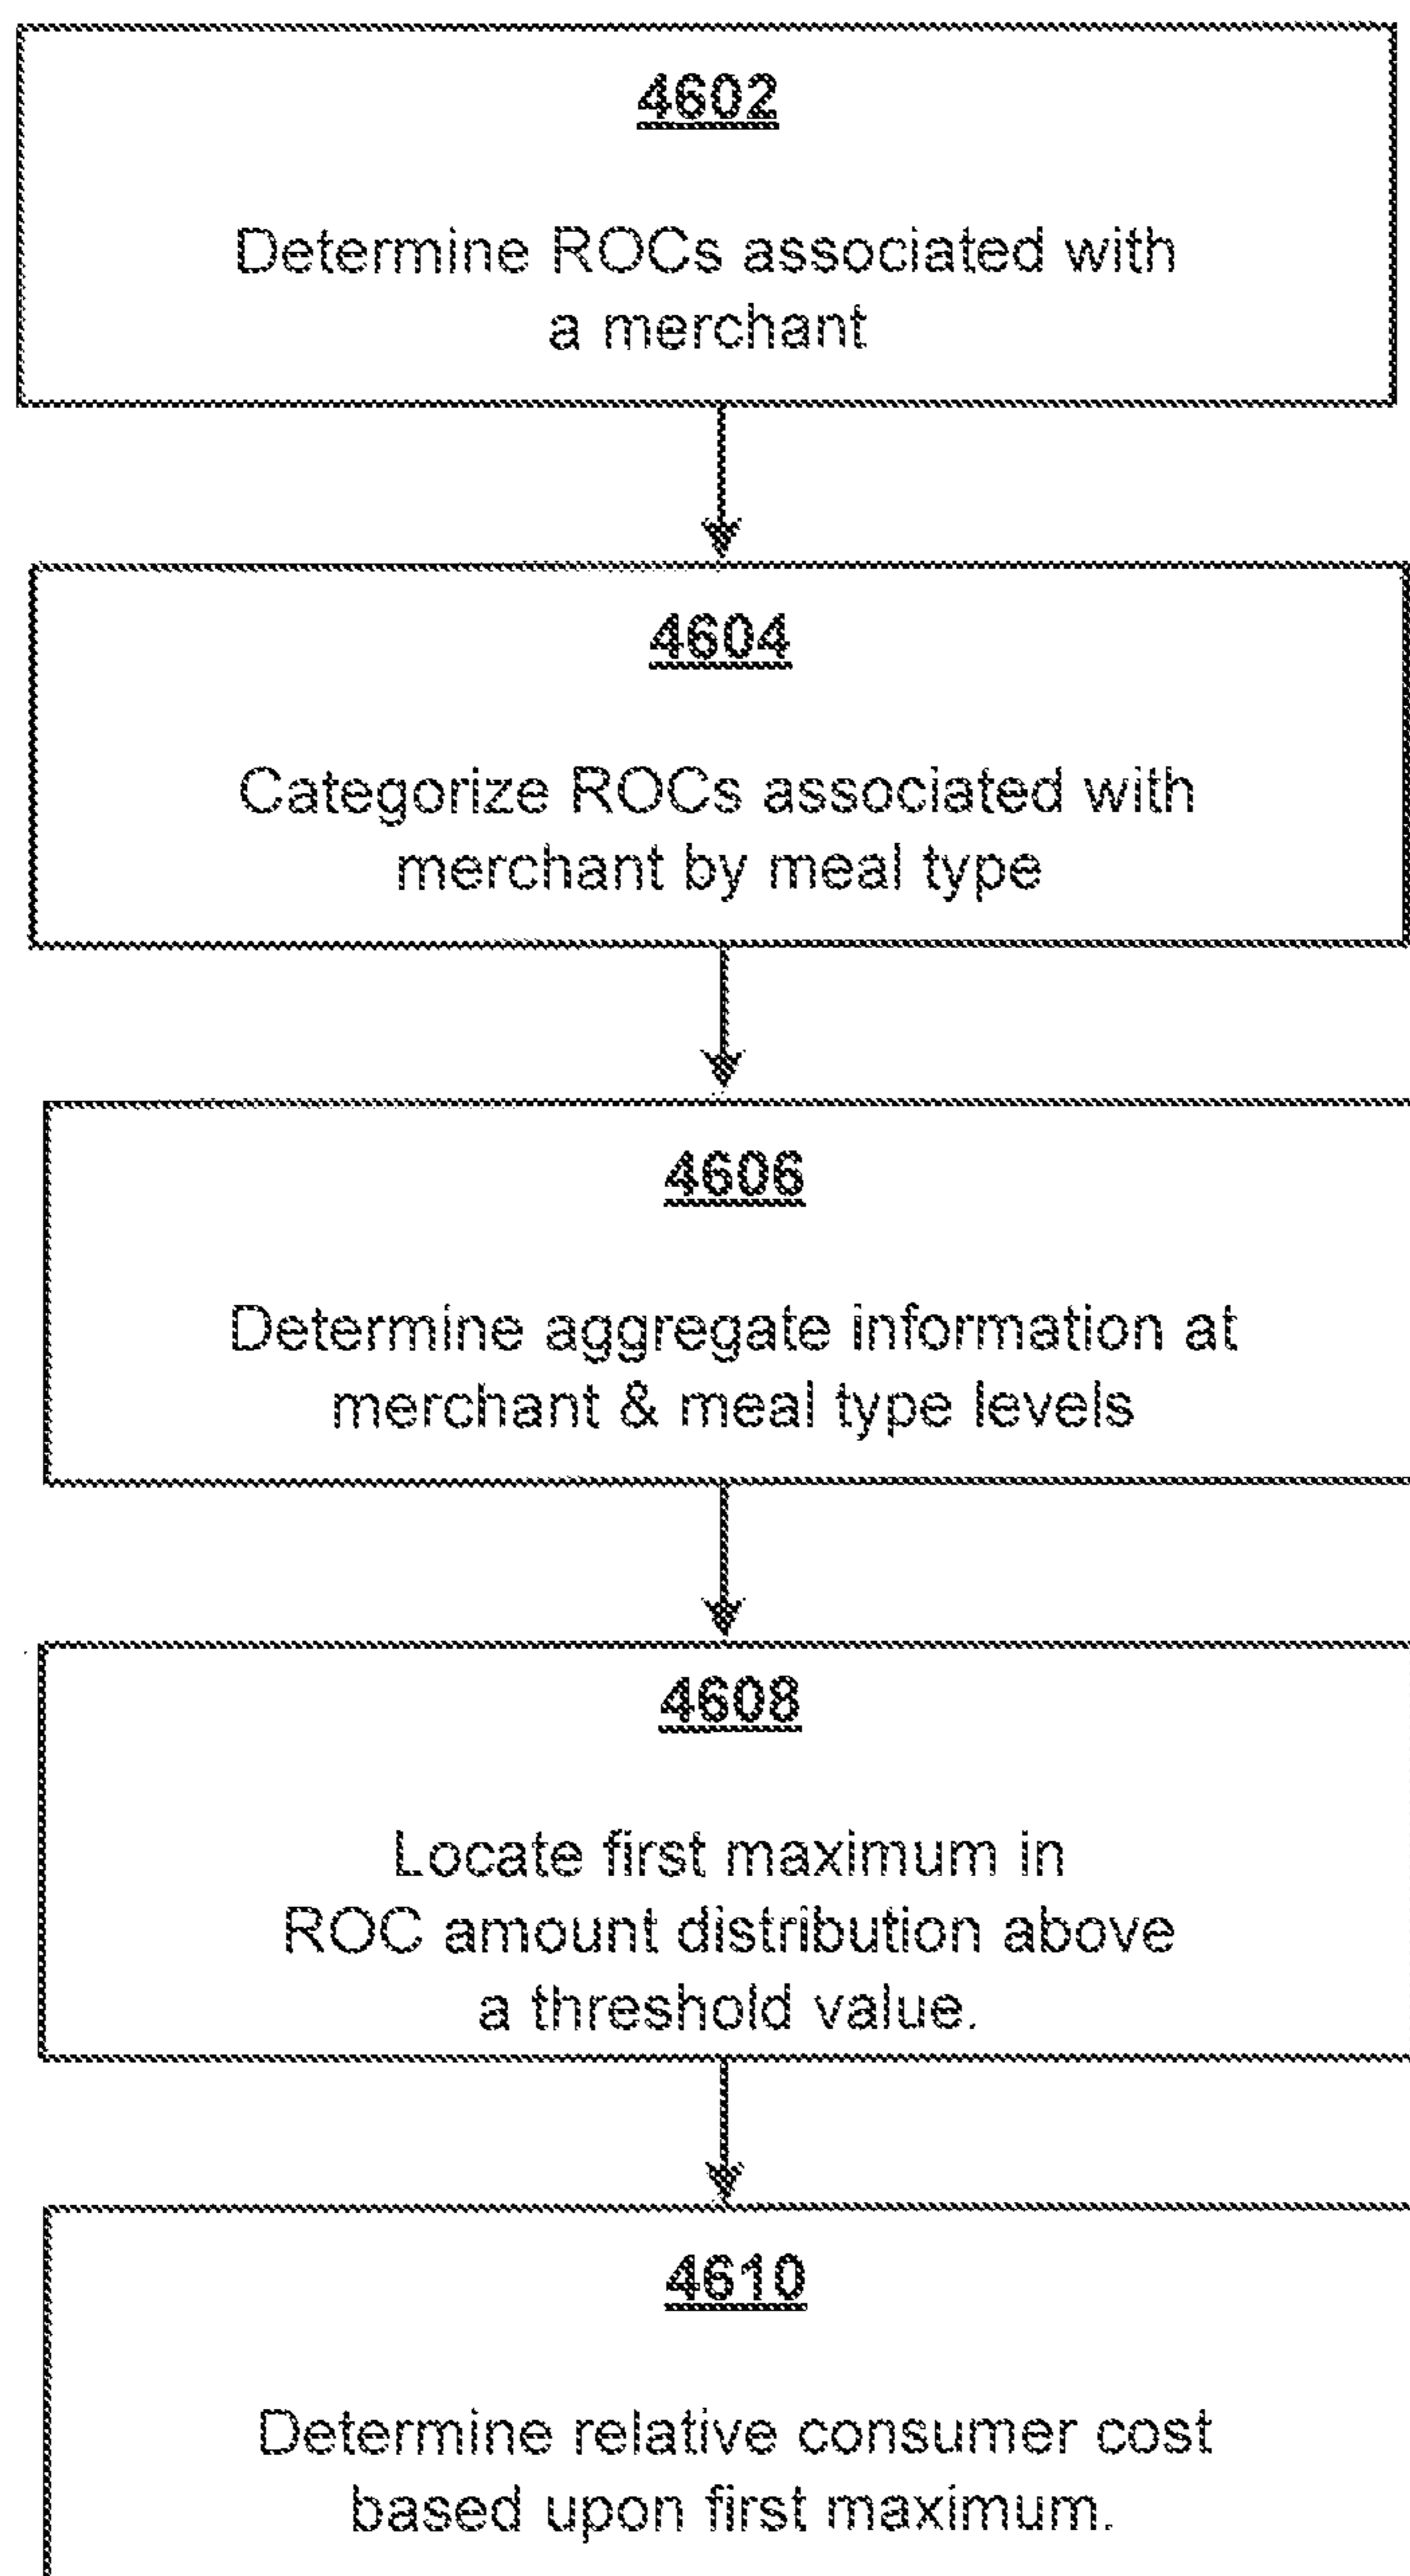 4602
Determine ROCs associated with
a merchant
4604
Categorize ROCs associated with
merchant by meal type
4606
Determine aggregate information at
merchant & meal type levels
4608
Locate first maximum in
ROC amount distribution above
a threshold value.
4610
Determine relative consumer cost
based upon first maximum.